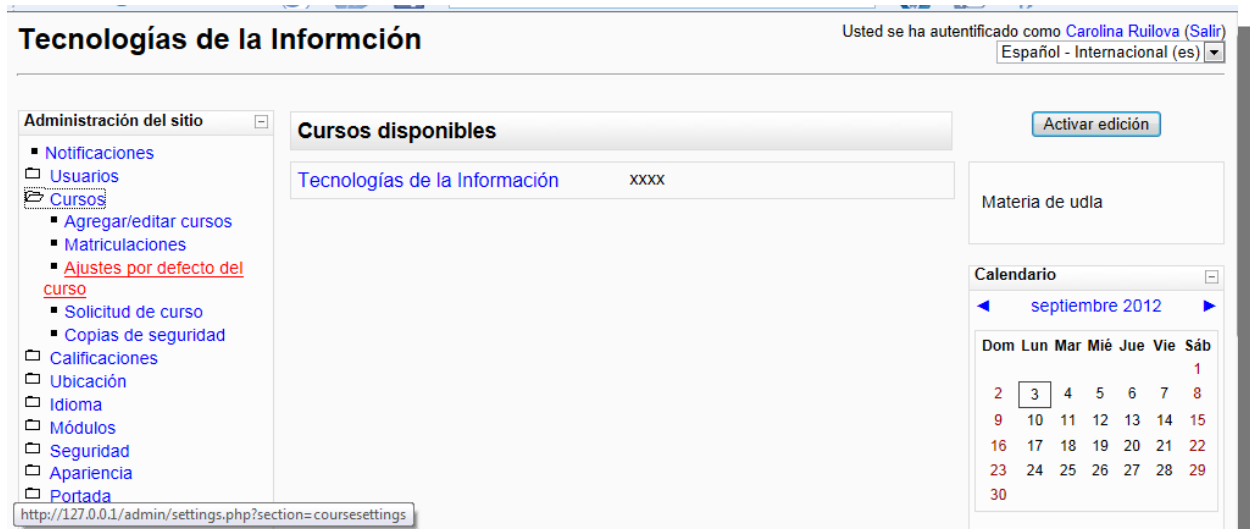 Tecnologías de la Informción
Usted se ha autentificado como Carolina Ruilova (Salir)
Español - Internacional (es)
Administración del sitio
Notificaciones
Usuarios
Cursos
Agregar/editar cursos
Matriculaciones
Ajustes por defecto del
curso
Solicitud de curso
Copias de seguridad
Calificaciones
Ubicación
Idioma
Módulos
Seguridad
Apariencia
Portada
http://127.0.0.1/admin/settings.php?section=coursesettings
Cursos disponibles
Tecnologías de la Información xxxx
Activar edición
Materia de udla
Calendario
septiembre 2012
Dom Lun Mar Mié Jue Vie Sáb
1
2 3 4 5 6 7 8
9 10 11 12 13 14 15
16 17 18 19 20 21 22
23 24 25 26 27 28 29
30